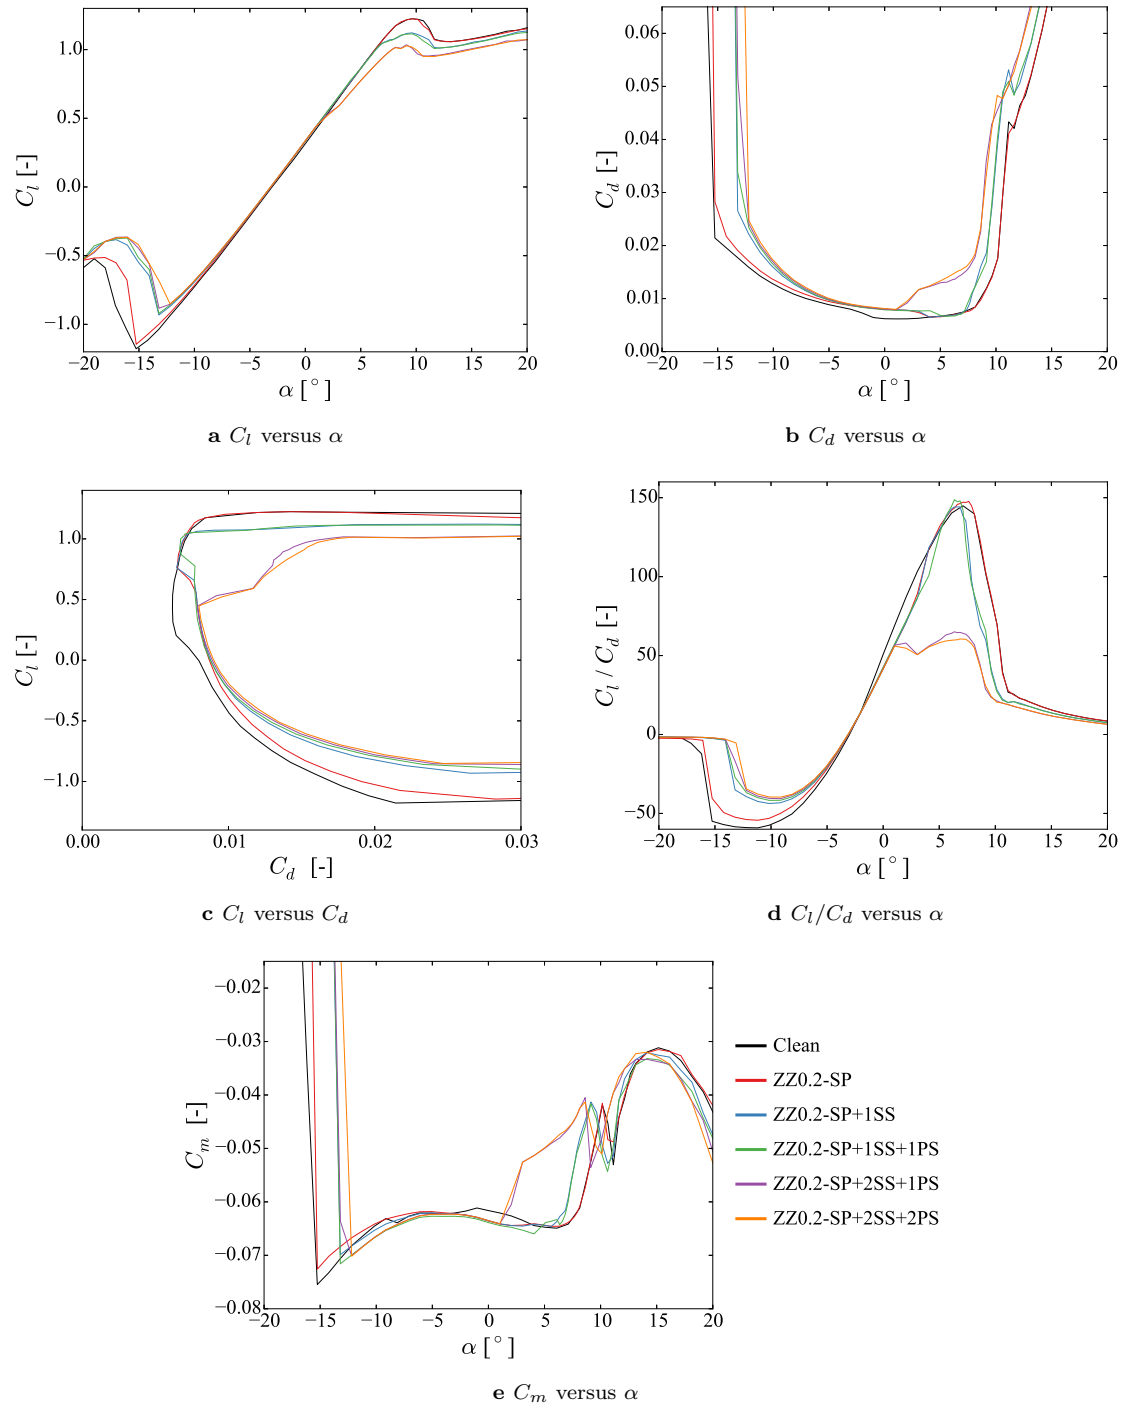 1.0
0.5
0.0
−0.5
−1.0
C_l [-]
−20 −15 −10 −5 0 5 10 15 20
α [°]
a C_l versus α
0.06
0.05
0.04
0.03
0.02
0.01
0.00
C_d [-]
−20 −15 −10 −5 0 5 10 15 20
α [°]
b C_d versus α
1.0
0.5
0.0
−0.5
−1.0
C_l [-]
0.00 0.01 0.02 0.03
C_d [-]
c C_l versus C_d
150
100
50
0
−50
C_l / C_d [-]
−20 −15 −10 −5 0 5 10 15 20
α [°]
d C_l/C_d versus α
−0.02
−0.03
−0.04
−0.05
−0.06
−0.07
−0.08
C_m [-]
−20 −15 −10 −5 0 5 10 15 20
α [°]
Clean
ZZ0.2-SP
ZZ0.2-SP+1SS
ZZ0.2-SP+1SS+1PS
ZZ0.2-SP+2SS+1PS
ZZ0.2-SP+2SS+2PS
e C_m versus α